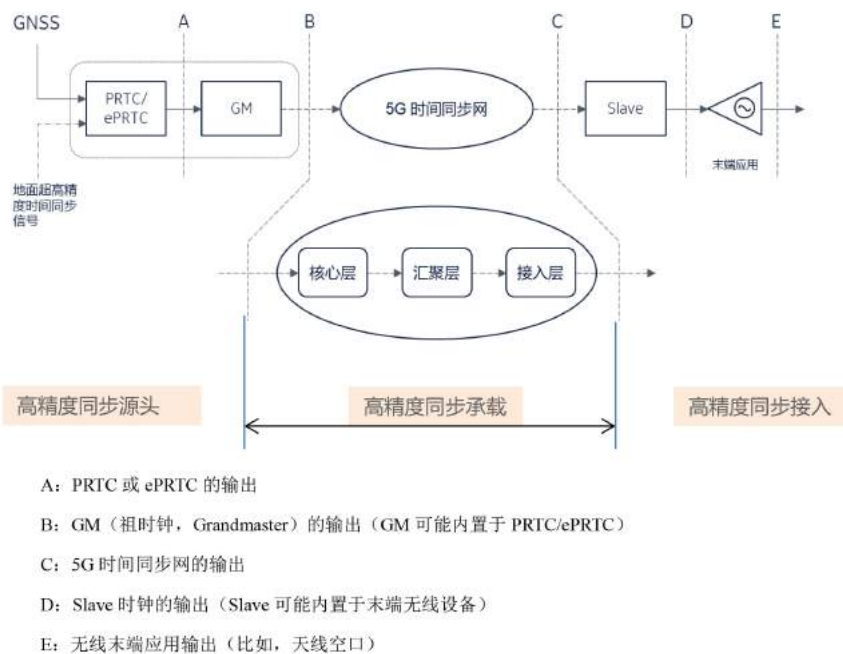 GNSS
A
B
C
D
E
PRTC/
ePRTC
GM
5G 时间同步网
Slave
末端应用
地面超高精
度时间同步
信号
核心层
汇聚层
接入层
高精度同步源头
高精度同步承载
高精度同步接入
A：PRTC 或 ePRTC 的输出
B：GM（祖时钟，Grandmaster）的输出（GM 可能内置于 PRTC/ePRTC）
C：5G 时间同步网的输出
D：Slave 时钟的输出（Slave 可能内置于末端无线设备）
E：无线末端应用输出（比如，天线空口）